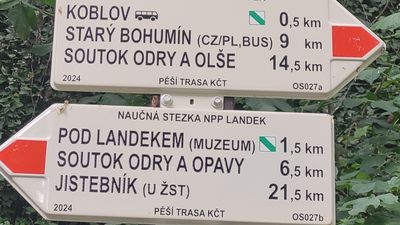 KOBLOV 0,5 km
STARÝ BOHUMÍN (CZ/PL,BUS) 9 km
SOUTOK ODRY A OLŠE 14,5 km
2024 PĚŠÍ TRASA KČT OS027a
NAUČNÁ STEZKA NPP LANDEK
POD LANDEKEM (MUZEUM) 1,5 km
SOUTOK ODRY A OPAVY 6,5 km
JISTEBNÍK (U ŽST) 21,5 km
2024 PĚŠÍ TRASA KČT OS027b